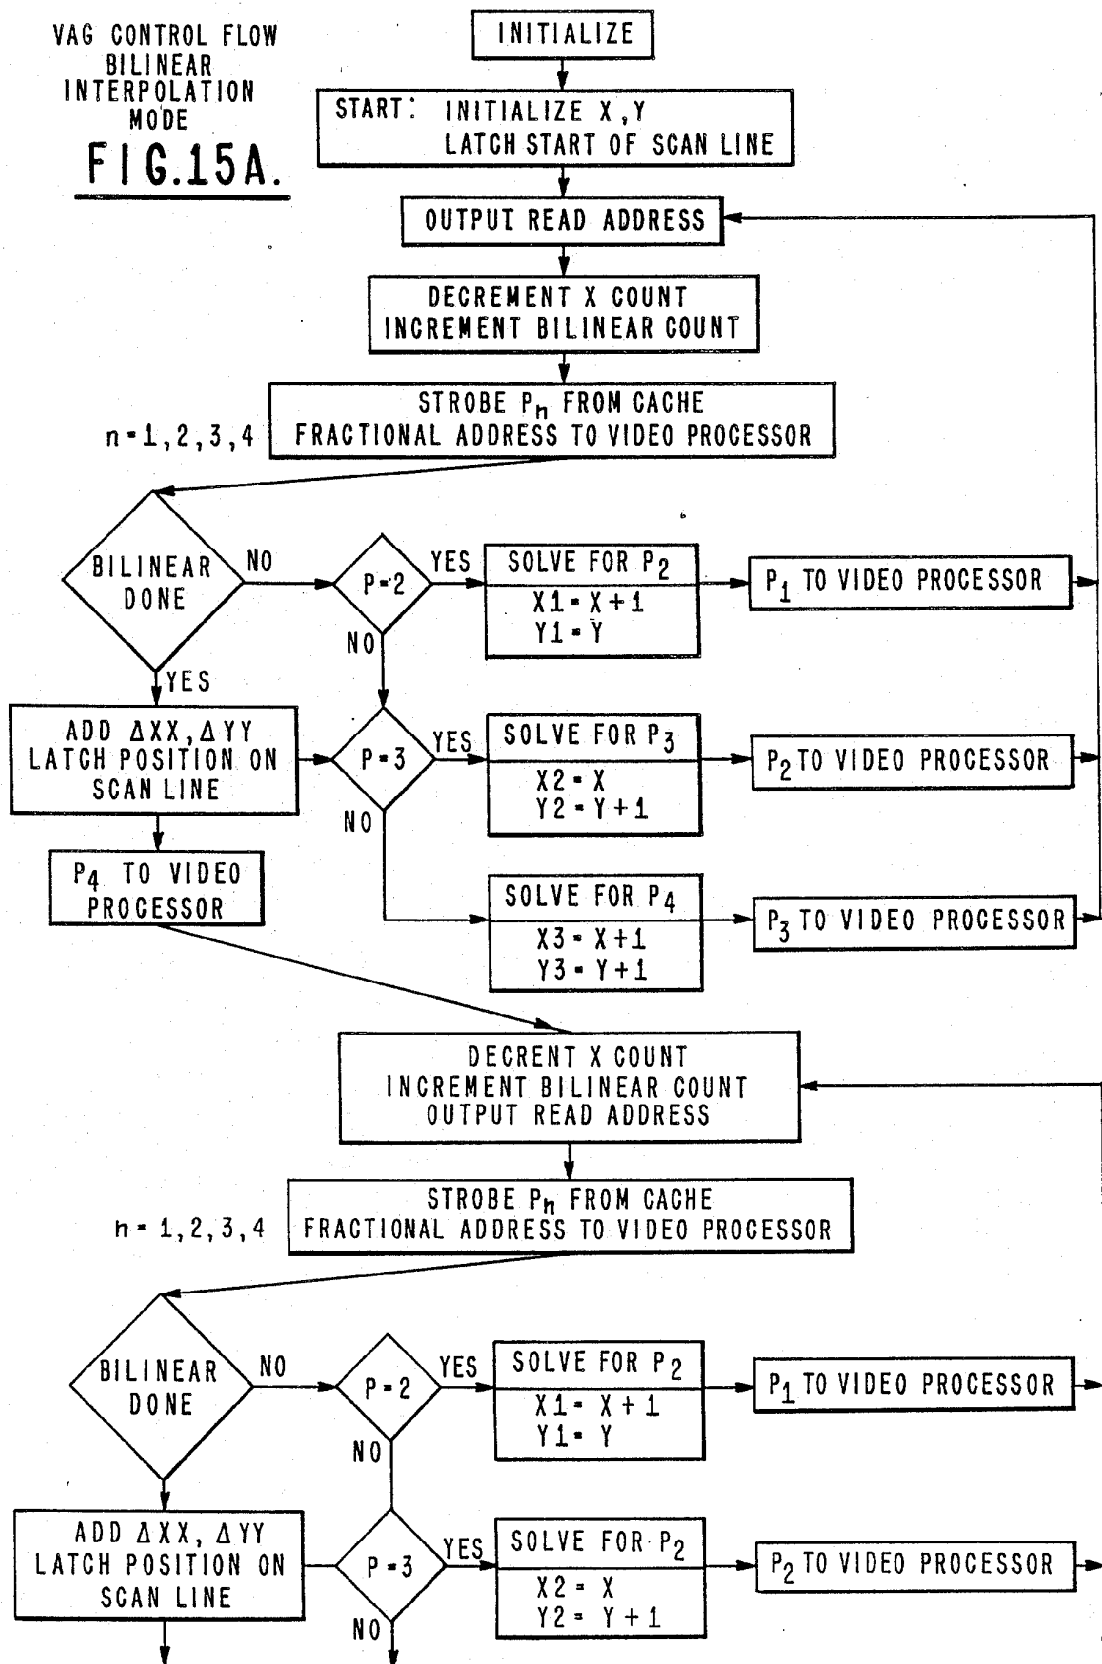 VAG CONTROL FLOW
BILINEAR
INTERPOLATION
MODE
FIG.15A.
INITIALIZE
START: INITIALIZE X,Y
LATCH START OF SCAN LINE
OUTPUT READ ADDRESS
DECREMENT X COUNT
INCREMENT BILINEAR COUNT
STROBE Pn FROM CACHE
FRACTIONAL ADDRESS TO VIDEO PROCESSOR
n=1,2,3,4
BILINEAR
DONE
NO
P=2
YES
SOLVE FOR P2
X1=X+1
Y1=Y
P1 TO VIDEO PROCESSOR
NO
YES
ADD ΔXX, ΔYY
LATCH POSITION ON
SCAN LINE
P=3
YES
SOLVE FOR P3
X2=X
Y2=Y+1
P2 TO VIDEO PROCESSOR
NO
P4 TO VIDEO
PROCESSOR
SOLVE FOR P4
X3=X+1
Y3=Y+1
P3 TO VIDEO PROCESSOR
DECRENT X COUNT
INCREMENT BILINEAR COUNT
OUTPUT READ ADDRESS
STROBE Pn FROM CACHE
FRACTIONAL ADDRESS TO VIDEO PROCESSOR
n=1,2,3,4
BILINEAR
DONE
NO
P=2
YES
SOLVE FOR P2
X1= X+1
Y1= Y
P1 TO VIDEO PROCESSOR
NO
ADD ΔXX, ΔYY
LATCH POSITION ON
SCAN LINE
P=3
YES
SOLVE FOR P2
X2= X
Y2= Y+1
P2 TO VIDEO PROCESSOR
NO